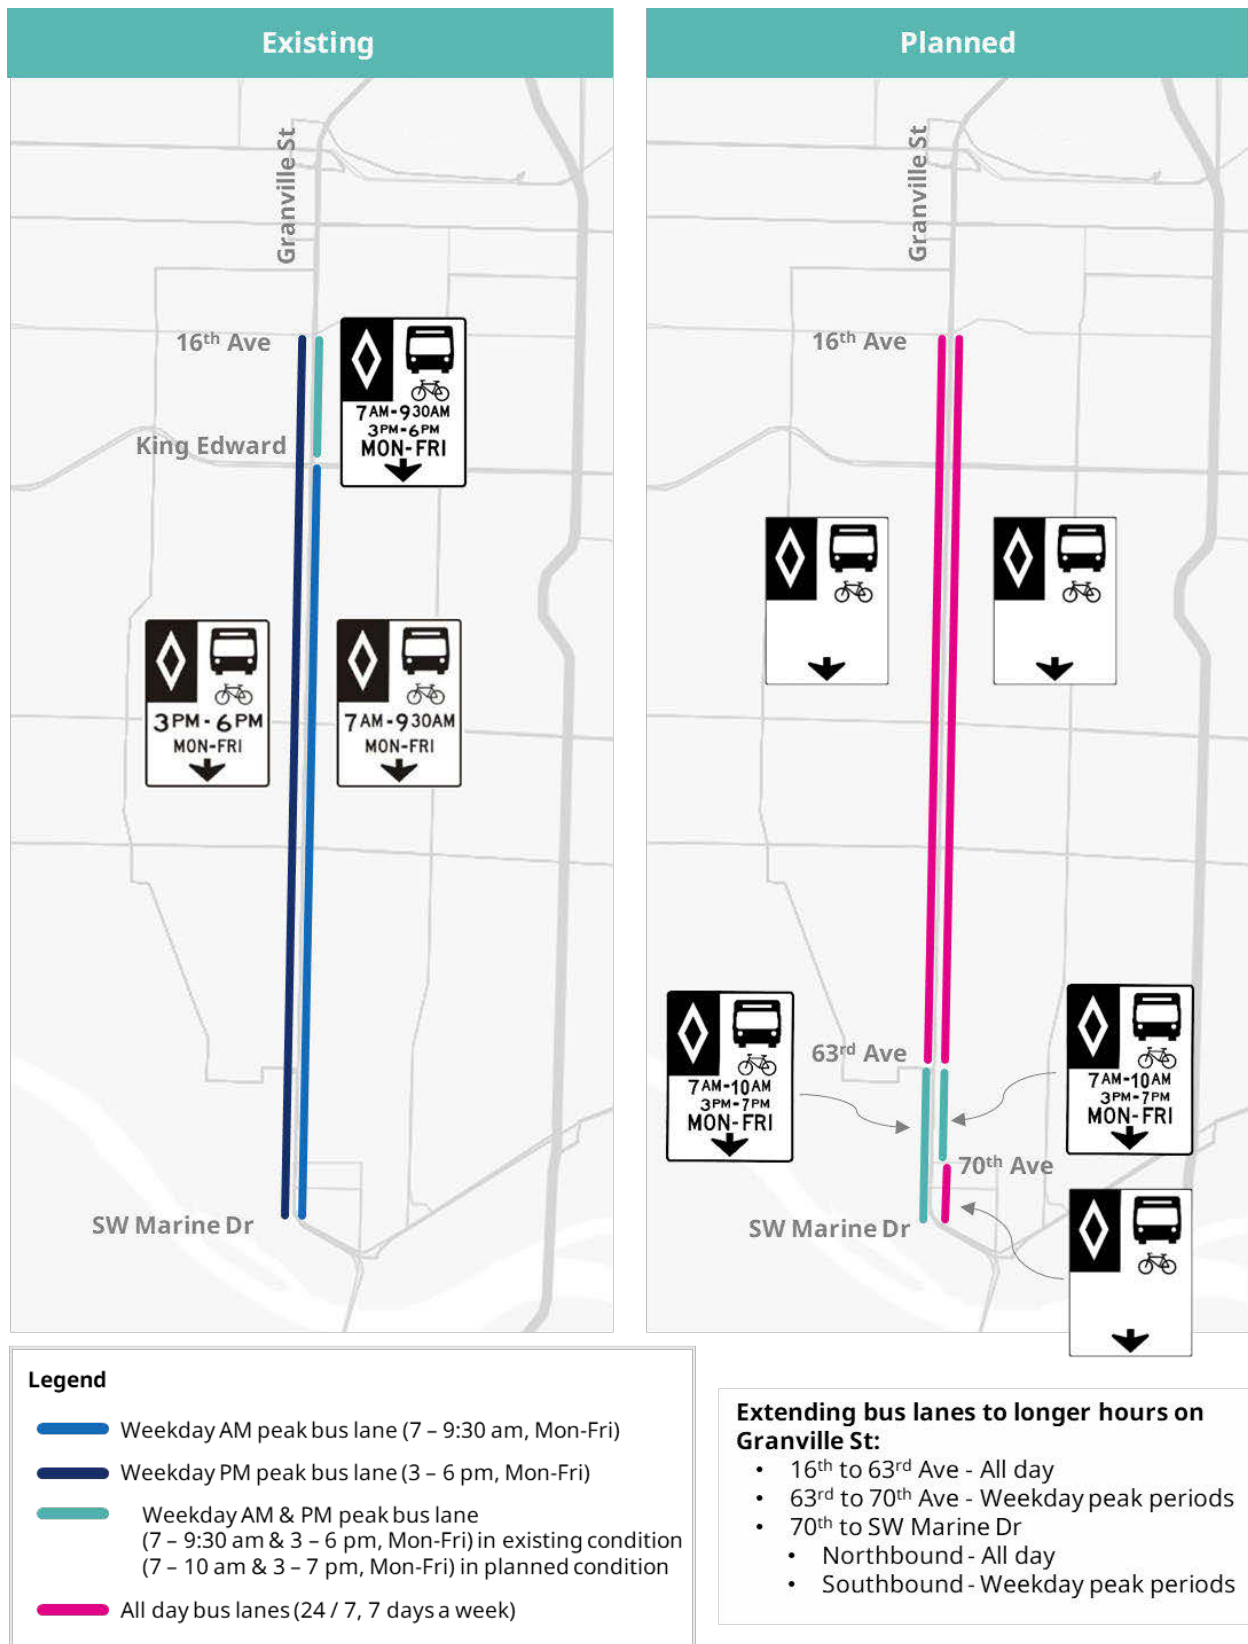 Existing
Granville St
16th Ave
7AM-930AM
3PM-6PM
MON-FRI
King Edward
3PM - 6PM
MON-FRI
7AM-930AM
MON-FRI
SW Marine Dr
Planned
Granville St
16th Ave
63rd Ave
7AM-10AM
3PM-7PM
MON-FRI
7AM-10AM
3PM-7PM
MON-FRI
70th Ave
SW Marine Dr
Legend
Weekday AM peak bus lane (7 – 9:30 am, Mon-Fri)
Weekday PM peak bus lane (3 – 6 pm, Mon-Fri)
Weekday AM & PM peak bus lane
(7 – 9:30 am & 3 – 6 pm, Mon-Fri) in existing condition
(7 – 10 am & 3 – 7 pm, Mon-Fri) in planned condition
All day bus lanes (24 / 7, 7 days a week)
Extending bus lanes to longer hours on
Granville St:
• 16th to 63rd Ave - All day
• 63rd to 70th Ave - Weekday peak periods
• 70th to SW Marine Dr
• Northbound - All day
• Southbound - Weekday peak periods